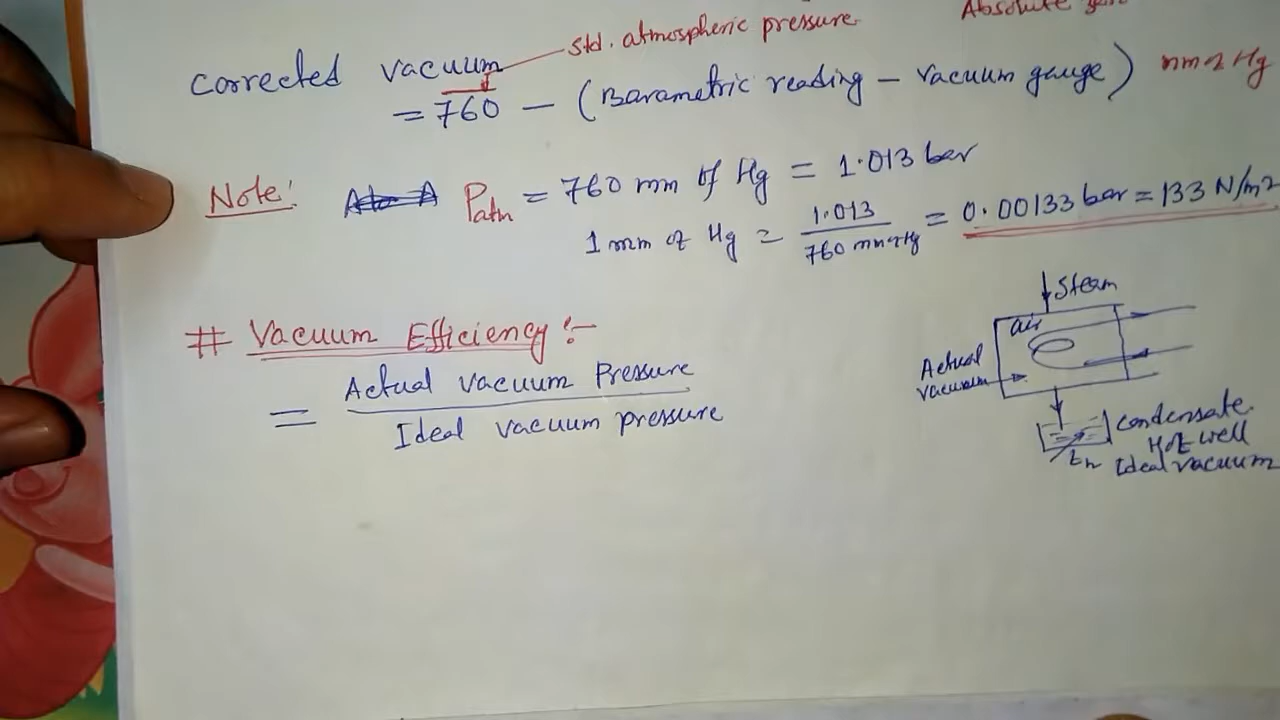 Absolute
Std. atmospheric pressure
Corrected vacuum
= 760 - (Barametric reading - Vacuum gauge) mm of Hg
Note: Patm = 760 mm of Hg = 1.013 bar
1 mm of Hg = 1.013 / 760 mm of Hg = 0.00133 bar = 133 N/m2
# Vacuum Efficiency :-
= Actual vacuum Pressure / Ideal vacuum pressure
Steam
air
Actual vacuum
condensate
Hot well
Ideal vacuum